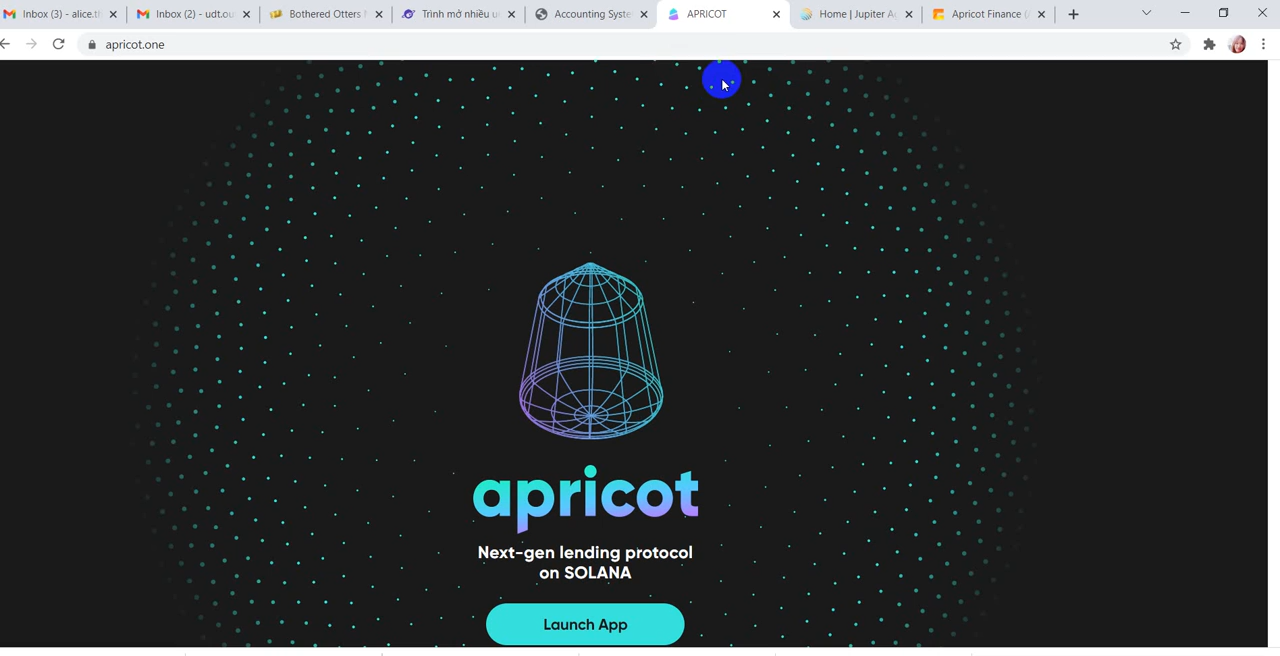 Inbox (3) - alice.t
Inbox (2) - udt.ou
Bothered Otters
Trình mở nhiều u
Accounting Syste
APRICOT
Home | Jupiter A
Apricot Finance (
apricot.one
apricot
Next-gen lending protocol
on SOLANA
Launch App